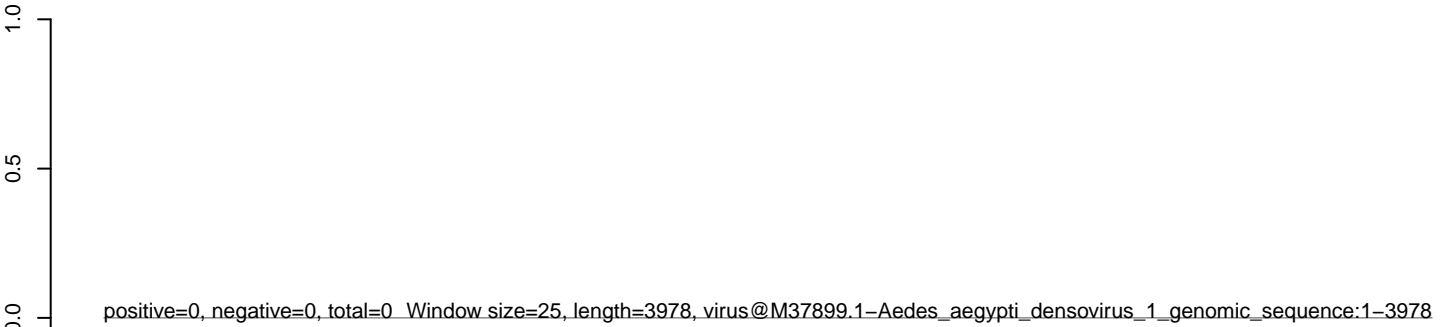 1.0
0.5
0.0
positive=0, negative=0, total=0 Window size=25, length=3978, virus@M37899.1−Aedes_aegypti_densovirus_1_genomic_sequence:1−3978